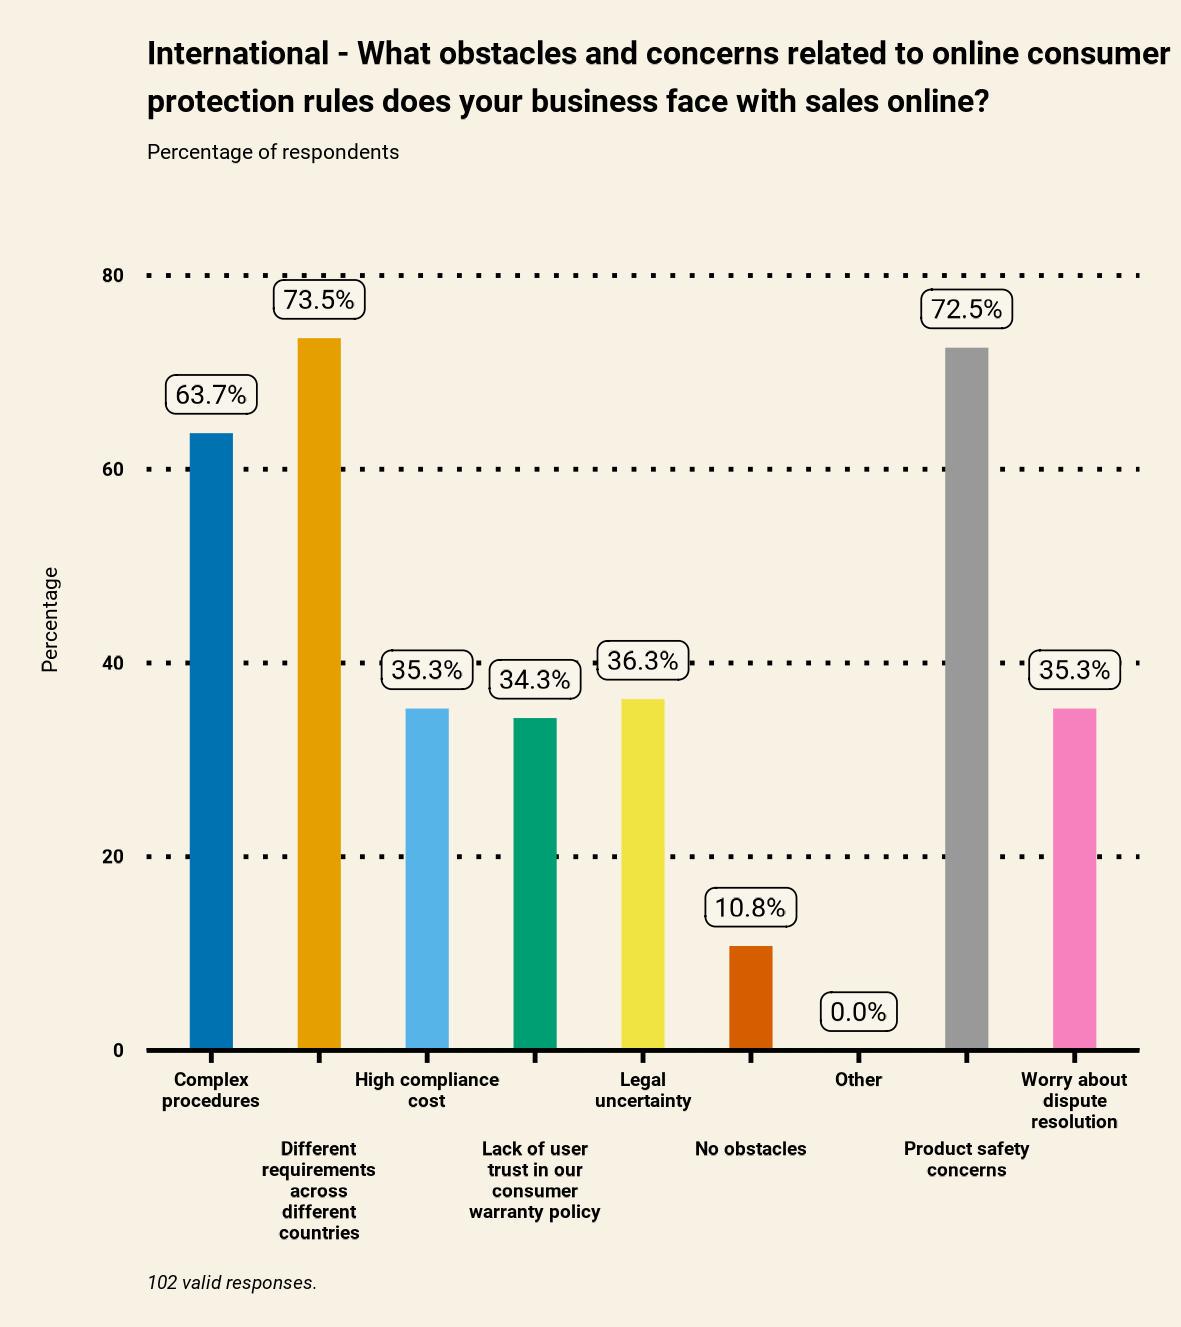 International - What obstacles and concerns related to online consumer
protection rules does your business face with sales online?
Percentage of respondents
Percentage
80
60
40
20
0
63.7%
73.5%
35.3%
34.3%
36.3%
10.8%
0.0%
72.5%
35.3%
Complex
procedures
Different
requirements
across
different
countries
High compliance
cost
Lack of user
trust in our
consumer
warranty policy
Legal
uncertainty
No obstacles
Other
Product safety
concerns
Worry about
dispute
resolution
102 valid responses.